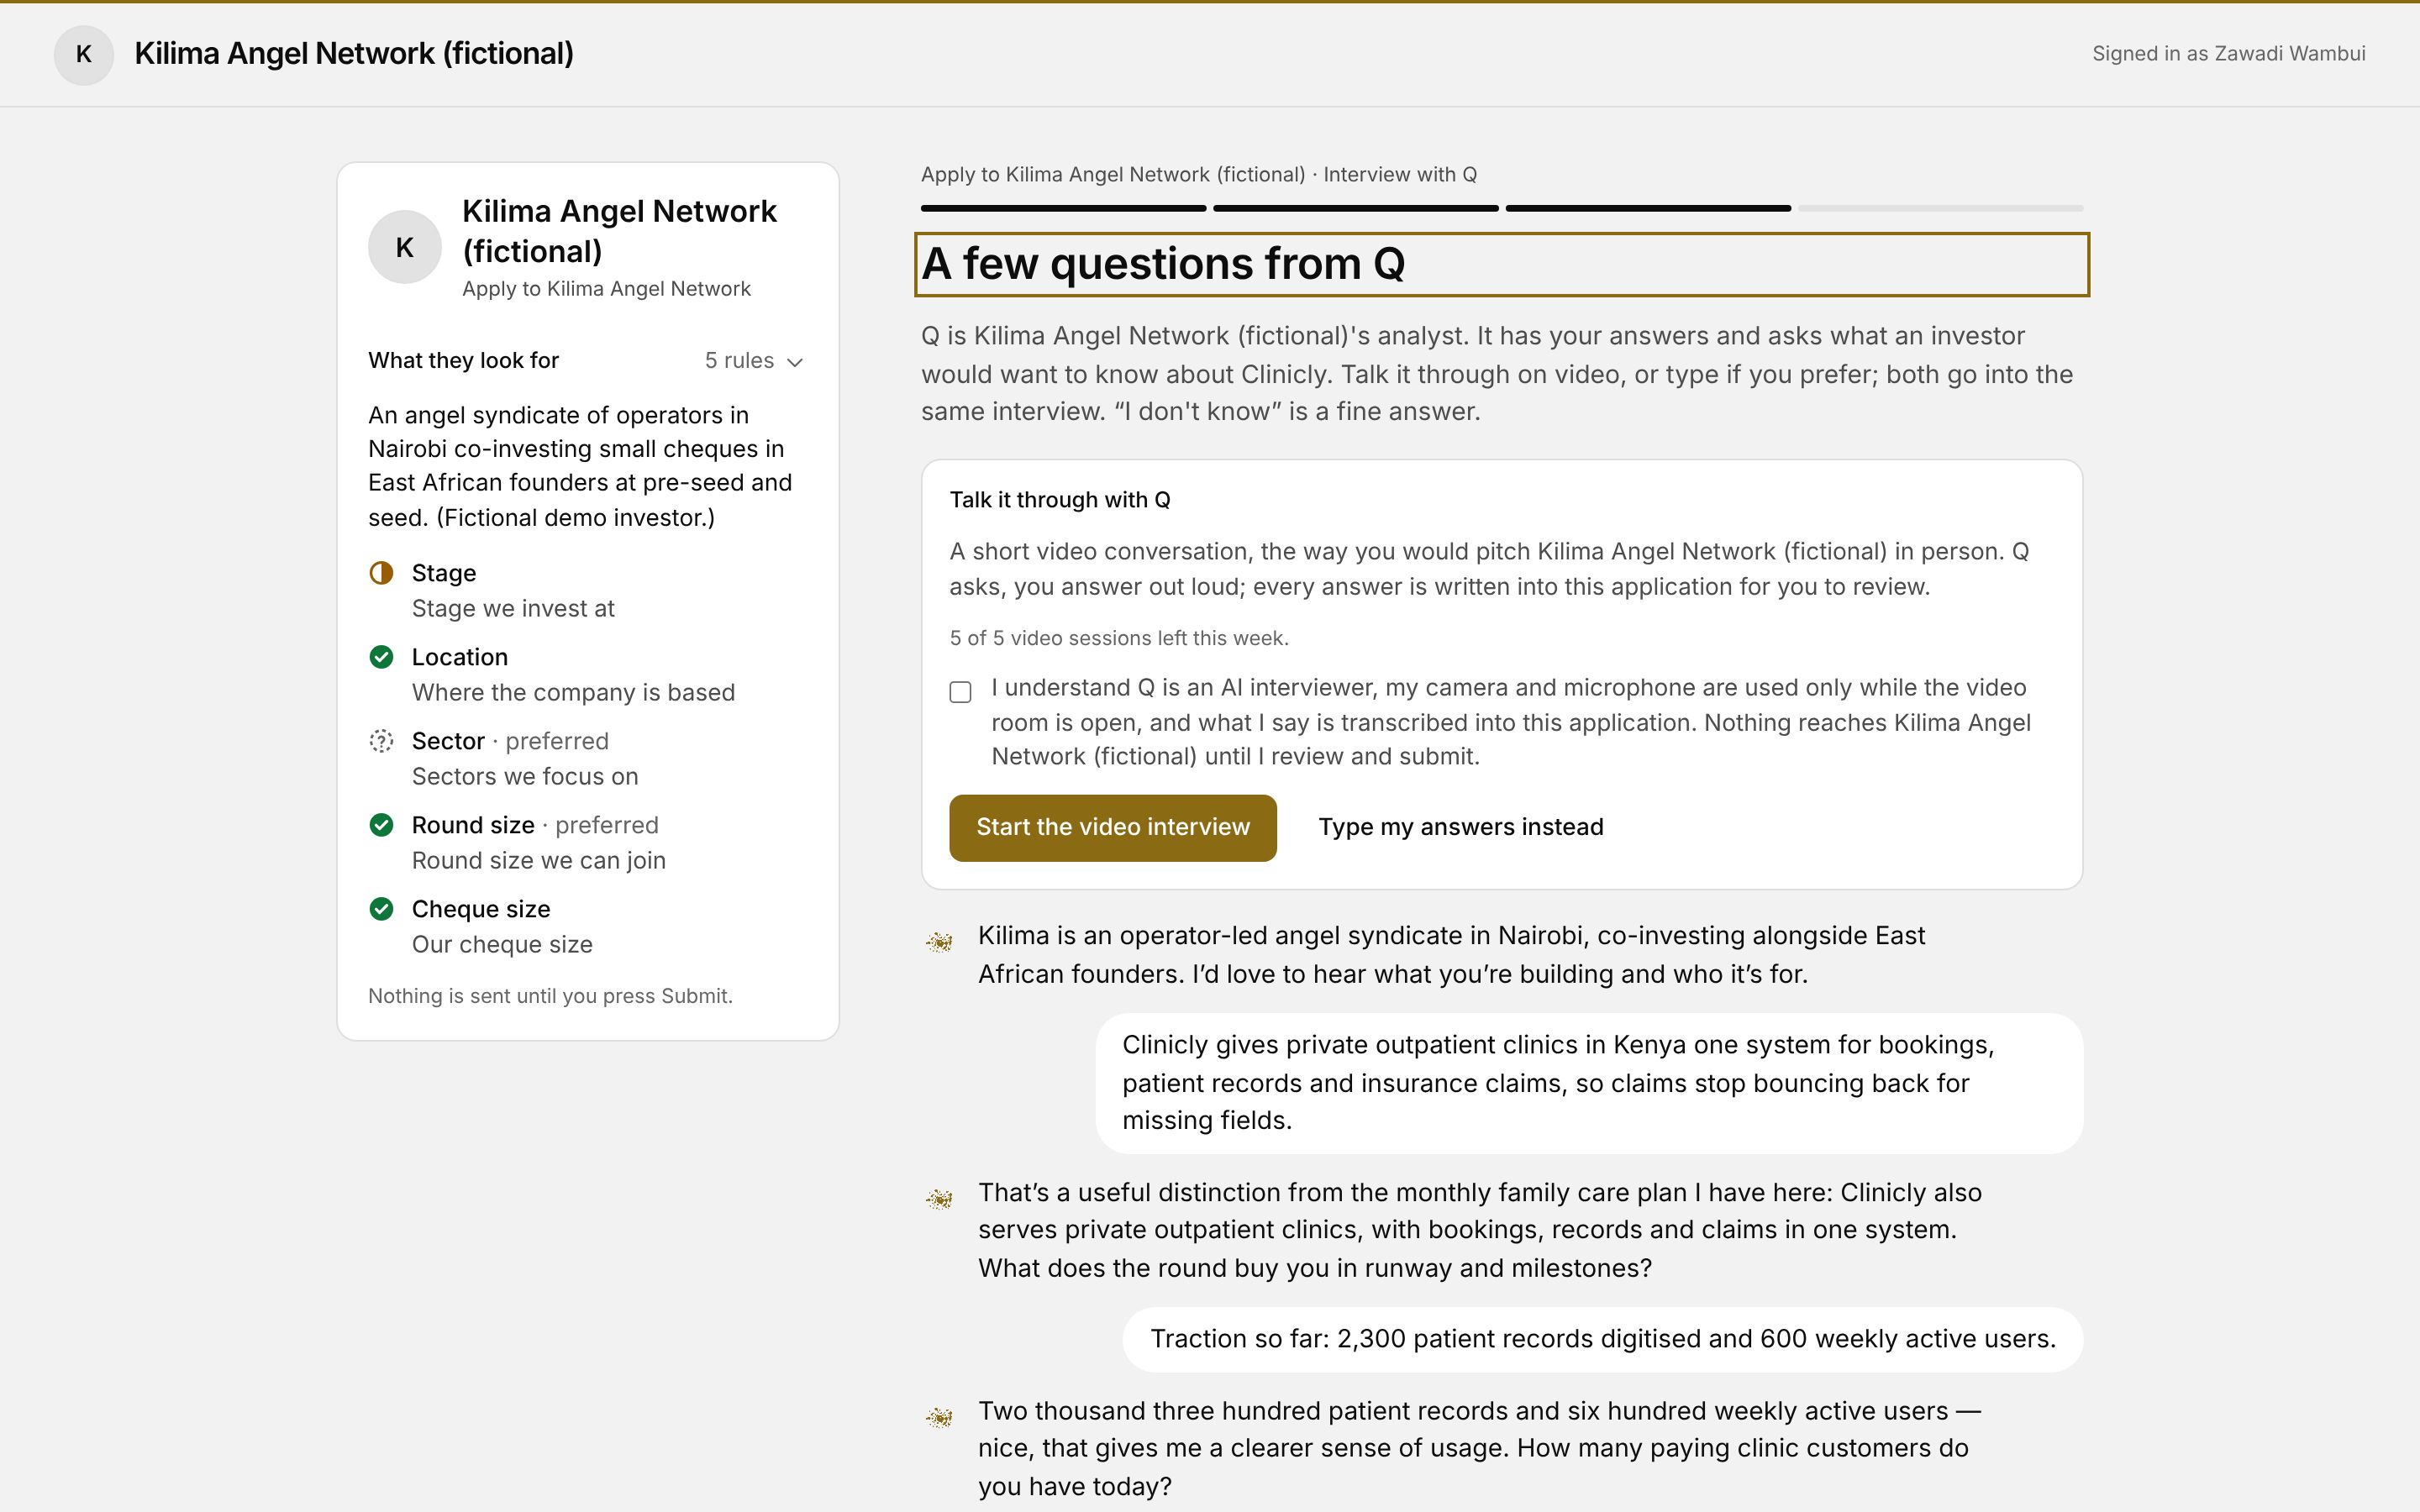 K
Kilima Angel Network (fictional)
Signed in as Zawadi Wambui
K
Kilima Angel Network
(fictional)
Apply to Kilima Angel Network
What they look for
5 rules
An angel syndicate of operators in
Nairobi co-investing small cheques in
East African founders at pre-seed and
seed. (Fictional demo investor.)
Stage
Stage we invest at
Location
Where the company is based
Sector · preferred
Sectors we focus on
Round size · preferred
Round size we can join
Cheque size
Our cheque size
Nothing is sent until you press Submit.
Apply to Kilima Angel Network (fictional) · Interview with Q
A few questions from Q
Q is Kilima Angel Network (fictional)'s analyst. It has your answers and asks what an investor
would want to know about Clinicly. Talk it through on video, or type if you prefer; both go into the
same interview. “I don't know” is a fine answer.
Talk it through with Q
A short video conversation, the way you would pitch Kilima Angel Network (fictional) in person. Q
asks, you answer out loud; every answer is written into this application for you to review.
5 of 5 video sessions left this week.
I understand Q is an AI interviewer, my camera and microphone are used only while the video
room is open, and what I say is transcribed into this application. Nothing reaches Kilima Angel
Network (fictional) until I review and submit.
Start the video interview
Type my answers instead
Kilima is an operator-led angel syndicate in Nairobi, co-investing alongside East
African founders. I’d love to hear what you’re building and who it’s for.
Clinicly gives private outpatient clinics in Kenya one system for bookings,
patient records and insurance claims, so claims stop bouncing back for
missing fields.
That’s a useful distinction from the monthly family care plan I have here: Clinicly also
serves private outpatient clinics, with bookings, records and claims in one system.
What does the round buy you in runway and milestones?
Traction so far: 2,300 patient records digitised and 600 weekly active users.
Two thousand three hundred patient records and six hundred weekly active users —
nice, that gives me a clearer sense of usage. How many paying clinic customers do
you have today?